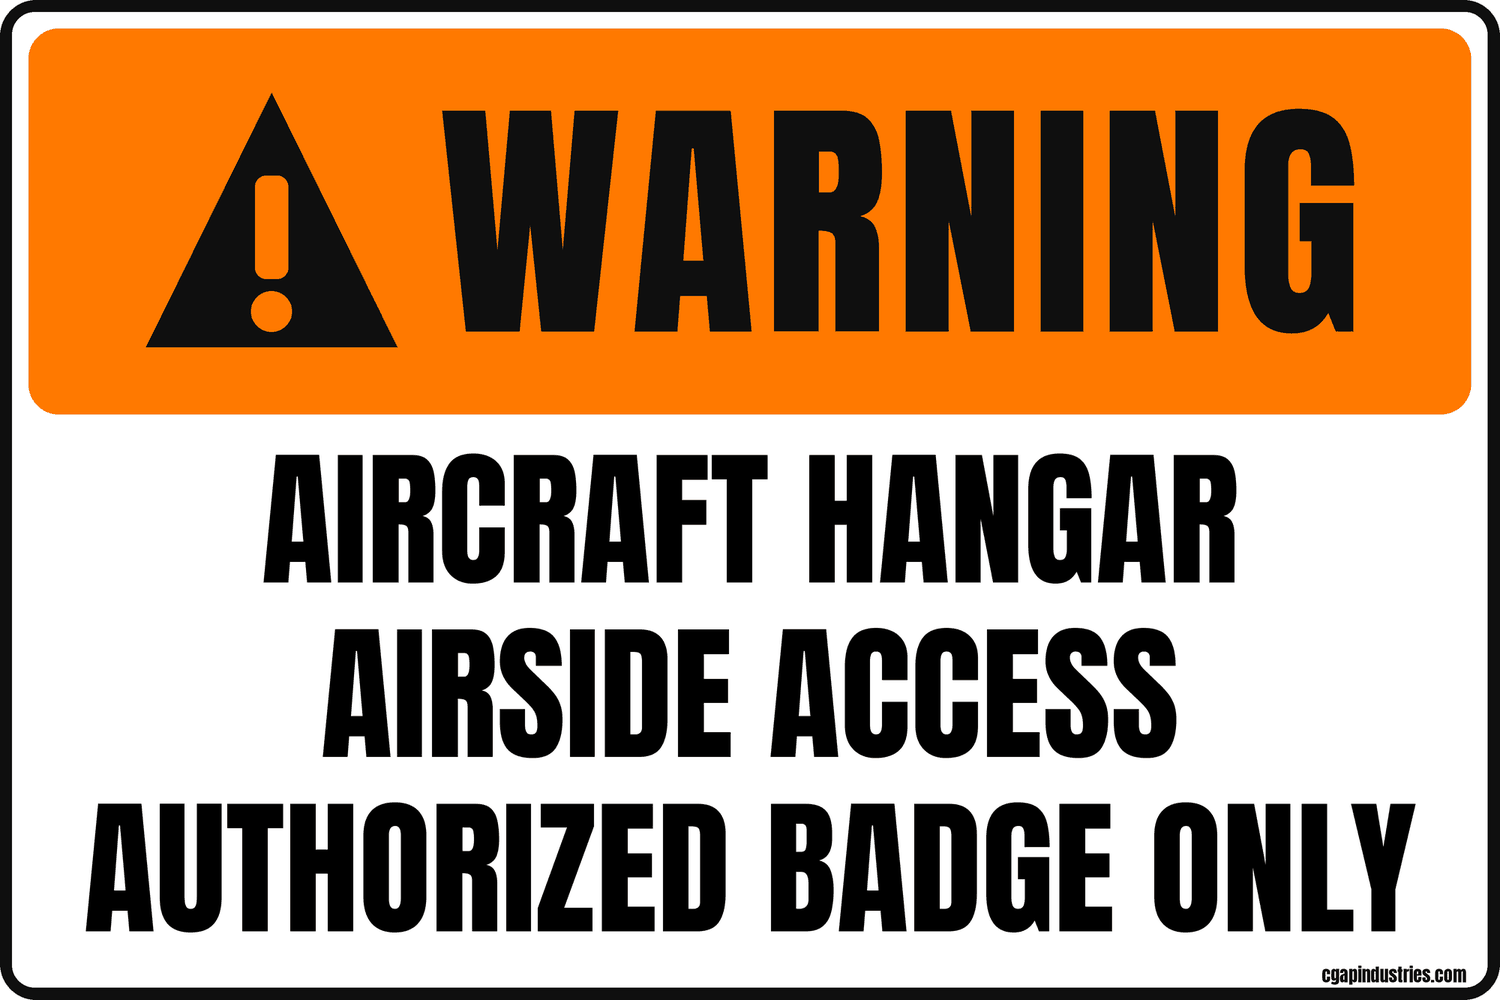 WARNING
AIRCRAFT HANGAR
AIRSIDE ACCESS
AUTHORIZED BADGE ONLY
cgapindustries.com